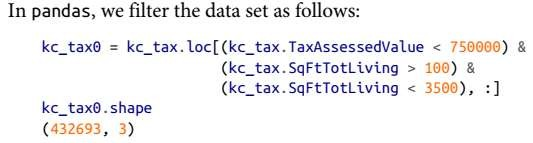 In pandas, we filter the data set as follows:
kc_tax0 = kc_tax.loc[(kc_tax.TaxAssessedValue < 750000) &
(kc_tax.SqFtTotLiving > 100) &
(kc_tax.SqFtTotLiving < 3500), :]
kc_tax0.shape
(432693, 3)